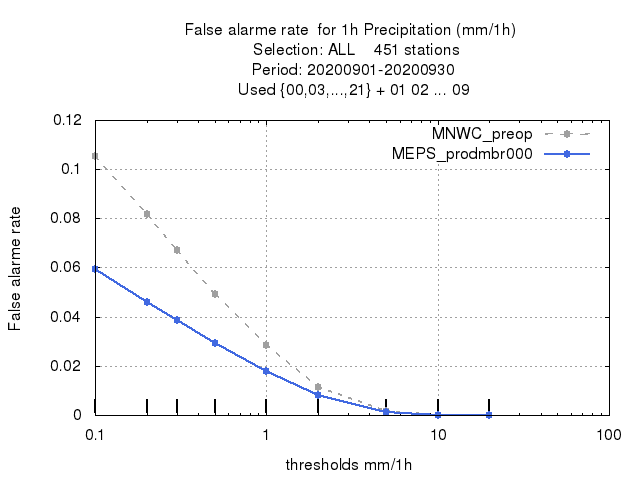 False alarme rate  for 1h Precipitation (mm/1h)
Selection: ALL    451 stations
Period: 20200901-20200930
Used {00,03,...,21} + 01 02 ... 09
MNWC_preop
MEPS_prodmbr000
False alarme rate
0.12
0.1
0.08
0.06
0.04
0.02
0
0.1 1 10 100
thresholds mm/1h